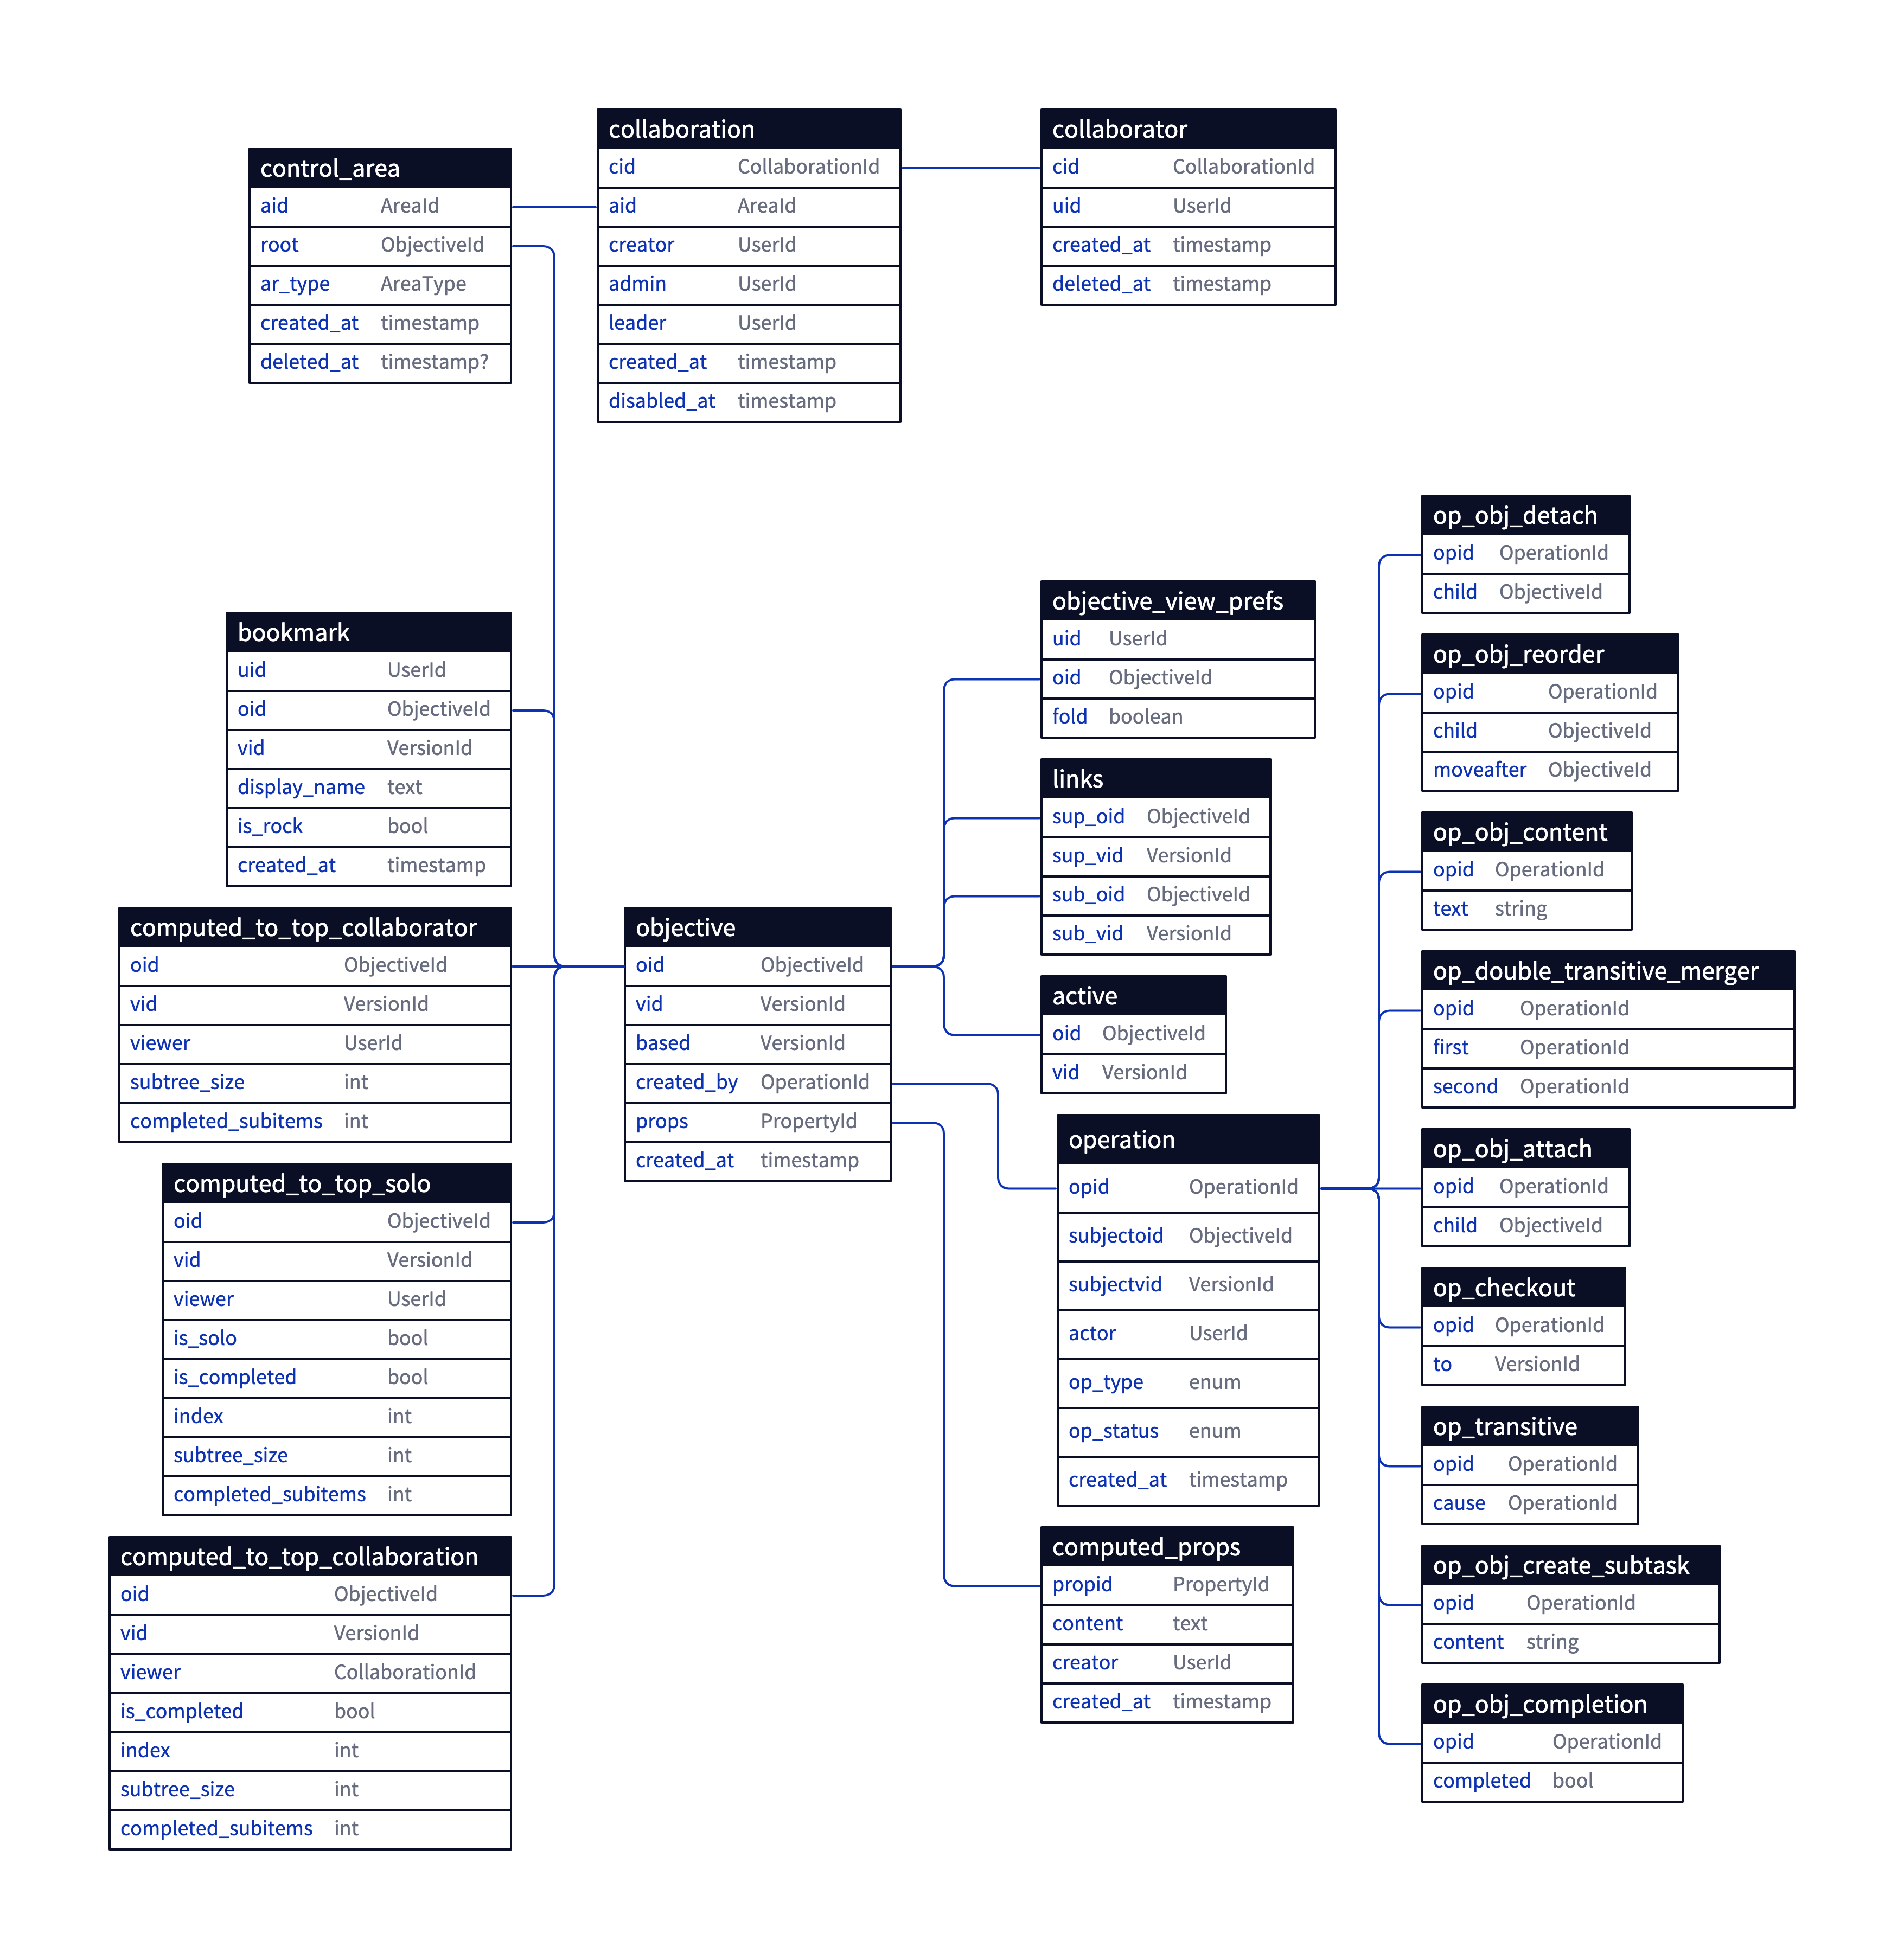 control_area
aid AreaId
root ObjectiveId
ar_type AreaType
created_at timestamp
deleted_at timestamp?
collaboration
cid CollaborationId
aid AreaId
creator UserId
admin UserId
leader UserId
created_at timestamp
disabled_at timestamp
collaborator
cid CollaborationId
uid UserId
created_at timestamp
deleted_at timestamp
bookmark
uid UserId
oid ObjectiveId
vid VersionId
display_name text
is_rock bool
created_at timestamp
computed_to_top_collaborator
oid ObjectiveId
vid VersionId
viewer UserId
subtree_size int
completed_subitems int
computed_to_top_solo
oid ObjectiveId
vid VersionId
viewer UserId
is_solo bool
is_completed bool
index int
subtree_size int
completed_subitems int
computed_to_top_collaboration
oid ObjectiveId
vid VersionId
viewer CollaborationId
is_completed bool
index int
subtree_size int
completed_subitems int
objective
oid ObjectiveId
vid VersionId
based VersionId
created_by OperationId
props PropertyId
created_at timestamp
objective_view_prefs
uid UserId
oid ObjectiveId
fold boolean
links
sup_oid ObjectiveId
sup_vid VersionId
sub_oid ObjectiveId
sub_vid VersionId
active
oid ObjectiveId
vid VersionId
operation
opid OperationId
subjectoid ObjectiveId
subjectvid VersionId
actor UserId
op_type enum
op_status enum
created_at timestamp
computed_props
propid PropertyId
content text
creator UserId
created_at timestamp
op_obj_detach
opid OperationId
child ObjectiveId
op_obj_reorder
opid OperationId
child ObjectiveId
moveafter ObjectiveId
op_obj_content
opid OperationId
text string
op_double_transitive_merger
opid OperationId
first OperationId
second OperationId
op_obj_attach
opid OperationId
child ObjectiveId
op_checkout
opid OperationId
to VersionId
op_transitive
opid OperationId
cause OperationId
op_obj_create_subtask
opid OperationId
content string
op_obj_completion
opid OperationId
completed bool